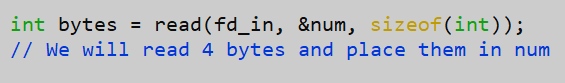 int bytes = read(fd_in, &num, sizeof(int));
// We will read 4 bytes and place them in num